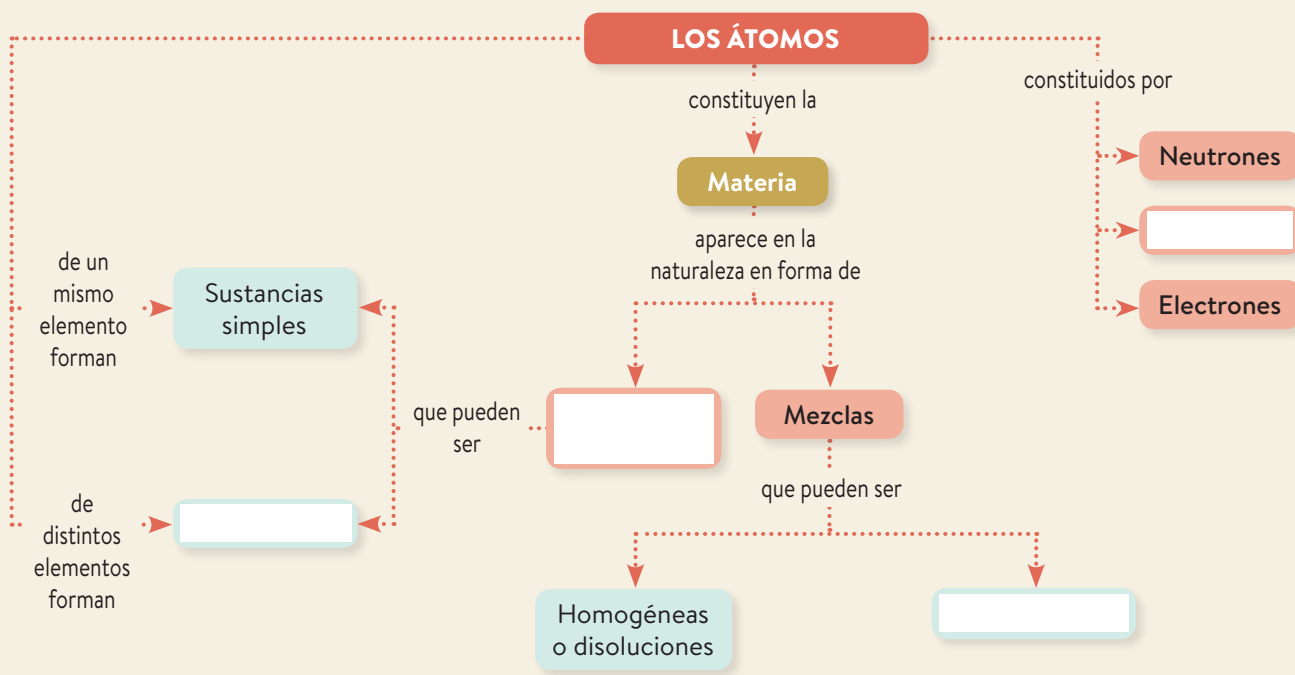 LOS ÁTOMOS
constituyen la
constituidos por
Materia
Neutrones
Electrones
aparece en la
naturaleza en forma de
de un
mismo
elemento
forman
Sustancias
simples
que pueden
ser
Mezclas
que pueden ser
de
distintos
elementos
forman
Homogéneas
o disoluciones